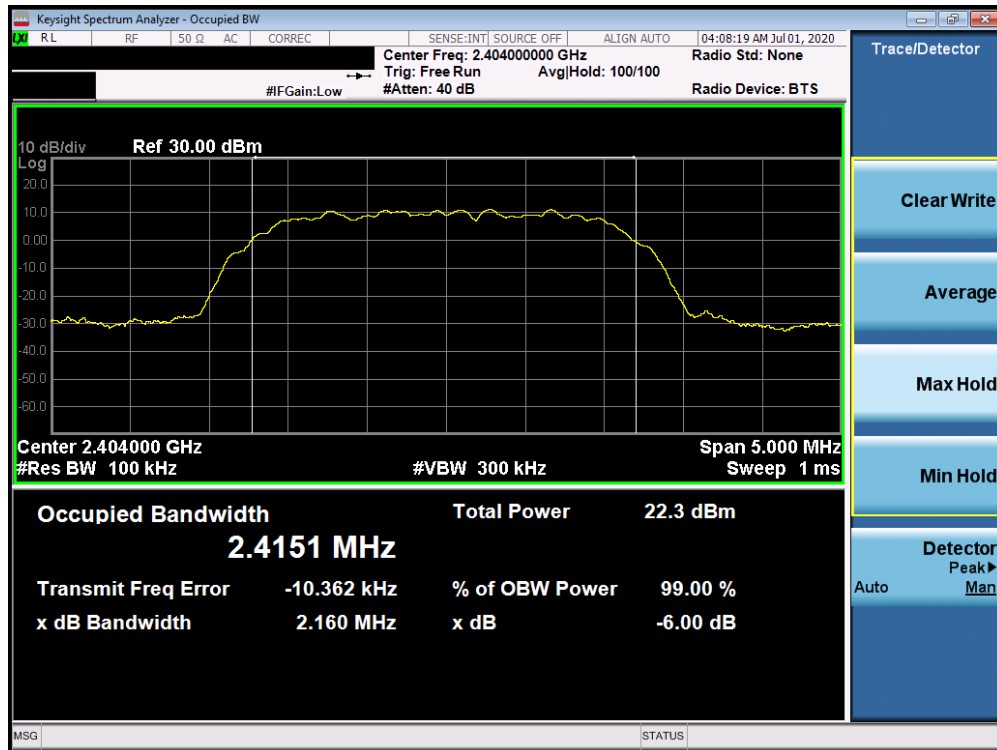 Keysight Spectrum Analyzer - Occupied BW
LXI RL RF 50 Ω AC CORREC SENSE:INT SOURCE OFF ALIGN AUTO 04:08:19 AM Jul 01, 2020
Center Freq: 2.404000000 GHz Radio Std: None
Trig: Free Run Avg|Hold: 100/100
#IFGain:Low #Atten: 40 dB Radio Device: BTS
Trace/Detector
10 dB/div Ref 30.00 dBm
Log
20.0
10.0
0.00
-10.0
-20.0
-30.0
-40.0
-50.0
-60.0
Center 2.404000 GHz Span 5.000 MHz
#Res BW 100 kHz #VBW 300 kHz Sweep 1 ms
Occupied Bandwidth Total Power 22.3 dBm
2.4151 MHz
Transmit Freq Error -10.362 kHz % of OBW Power 99.00 %
x dB Bandwidth 2.160 MHz x dB -6.00 dB
Clear Write
Average
Max Hold
Min Hold
Detector
Peak▶
Auto Man
MSG STATUS